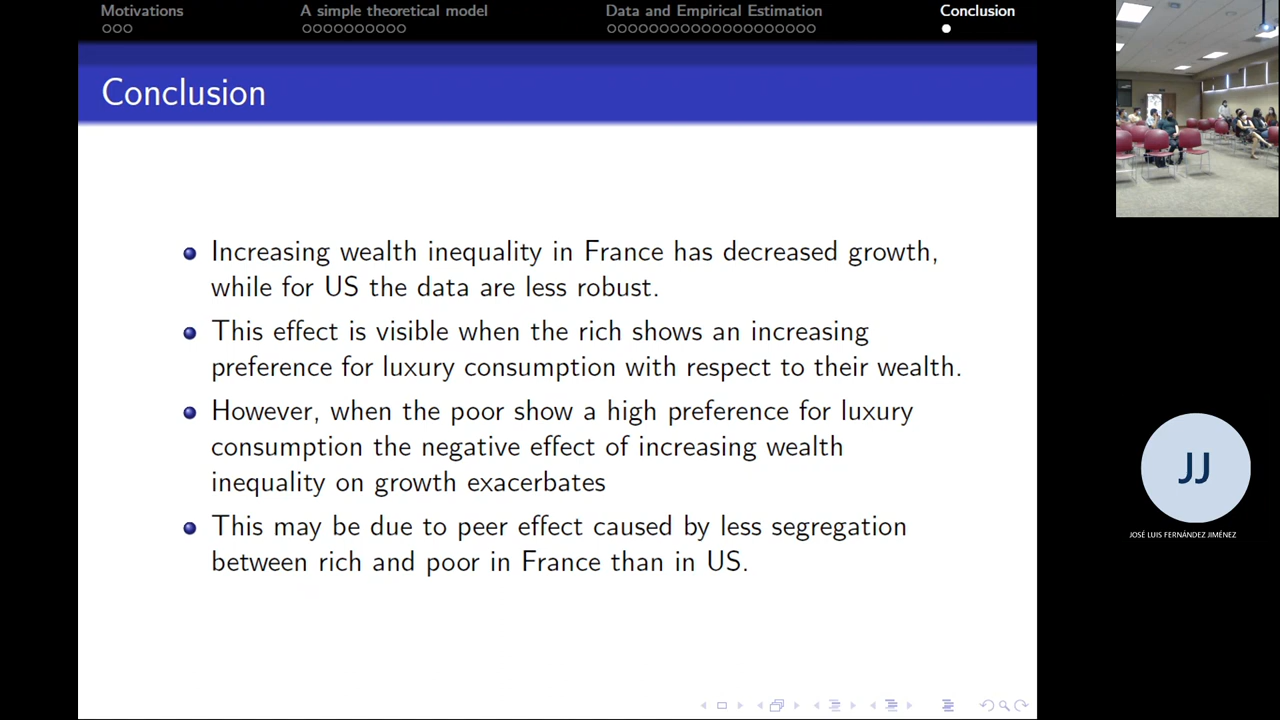 Motivations
A simple theoretical model
Data and Empirical Estimation
Conclusion
Conclusion
Increasing wealth inequality in France has decreased growth,
while for US the data are less robust.
This effect is visible when the rich shows an increasing
preference for luxury consumption with respect to their wealth.
However, when the poor show a high preference for luxury
consumption the negative effect of increasing wealth
inequality on growth exacerbates
This may be due to peer effect caused by less segregation
between rich and poor in France than in US.
JJ
JOSÉ LUIS FERNÁNDEZ JIMÉNEZ